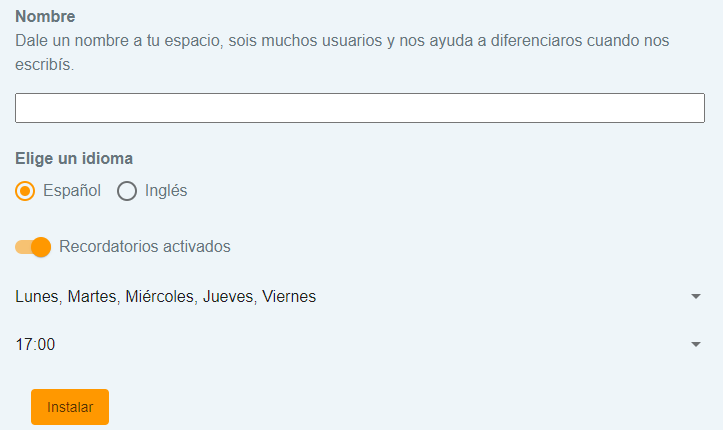 Nombre
Dale un nombre a tu espacio, sois muchos usuarios y nos ayuda a diferenciaros cuando nos
escribís.
Elige un idioma
Español Inglés
Recordatorios activados
Lunes, Martes, Miércoles, Jueves, Viernes
17:00
Instalar